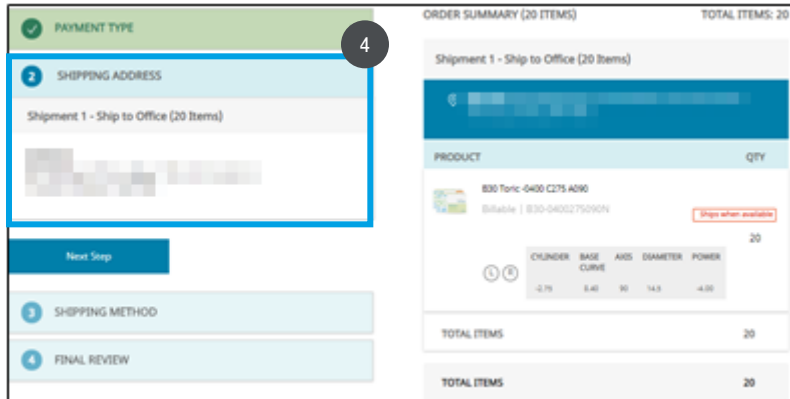 PAYMENT TYPE
4
2 SHIPPING ADDRESS
Shipment 1 - Ship to Office (20 Items)
Next Step
3 SHIPPING METHOD
4 FINAL REVIEW
ORDER SUMMARY (20 ITEMS) TOTAL ITEMS: 20
Shipment 1 - Ship to Office (20 Items)
PRODUCT QTY
B30 Toric -0400 C275 A090
Billable | B30-0400275090N
Ships when available
20
L R
CYLINDER BASE CURVE AXIS DIAMETER POWER
-2.75 8.40 90 14.5 -4.00
TOTAL ITEMS 20
TOTAL ITEMS 20